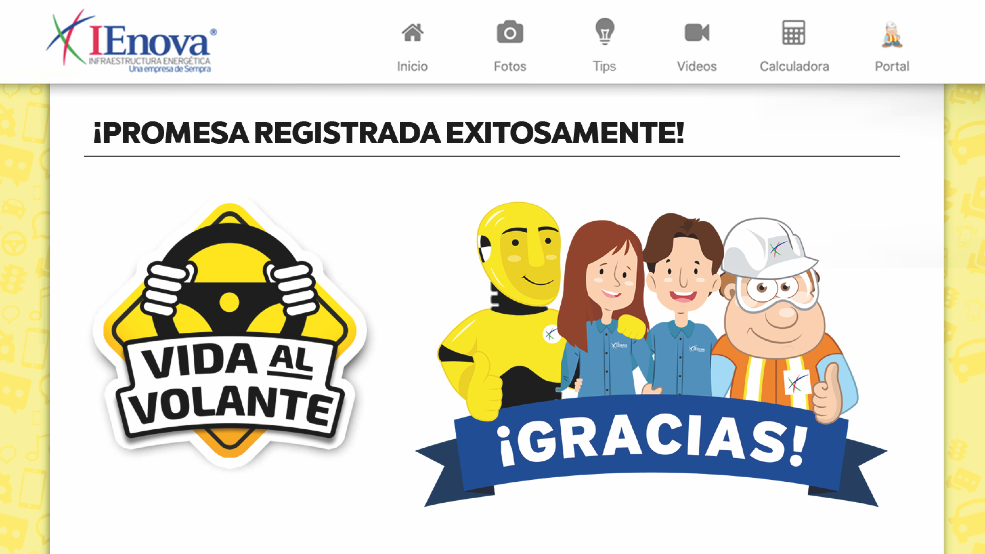 IEnova®
INFRAESTRUCTURA ENERGÉTICA
Una empresa de Sempra
Inicio
Fotos
Tips
Videos
Calculadora
Portal
¡PROMESA REGISTRADA EXITOSAMENTE!
VIDA AL
VOLANTE
¡GRACIAS!